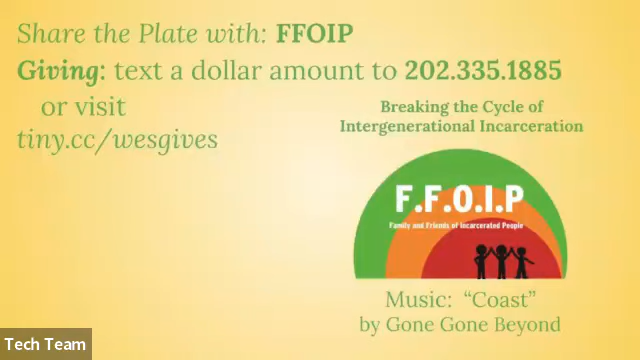 Share the Plate with: FFOIP
Giving: text a dollar amount to 202.335.1885
or visit
tiny.cc/wesgives
Breaking the Cycle of
Intergenerational Incarceration
F.F.O.I.P
Family and Friends of Incarcerated People
Music: “Coast”
by Gone Gone Beyond
Tech Team